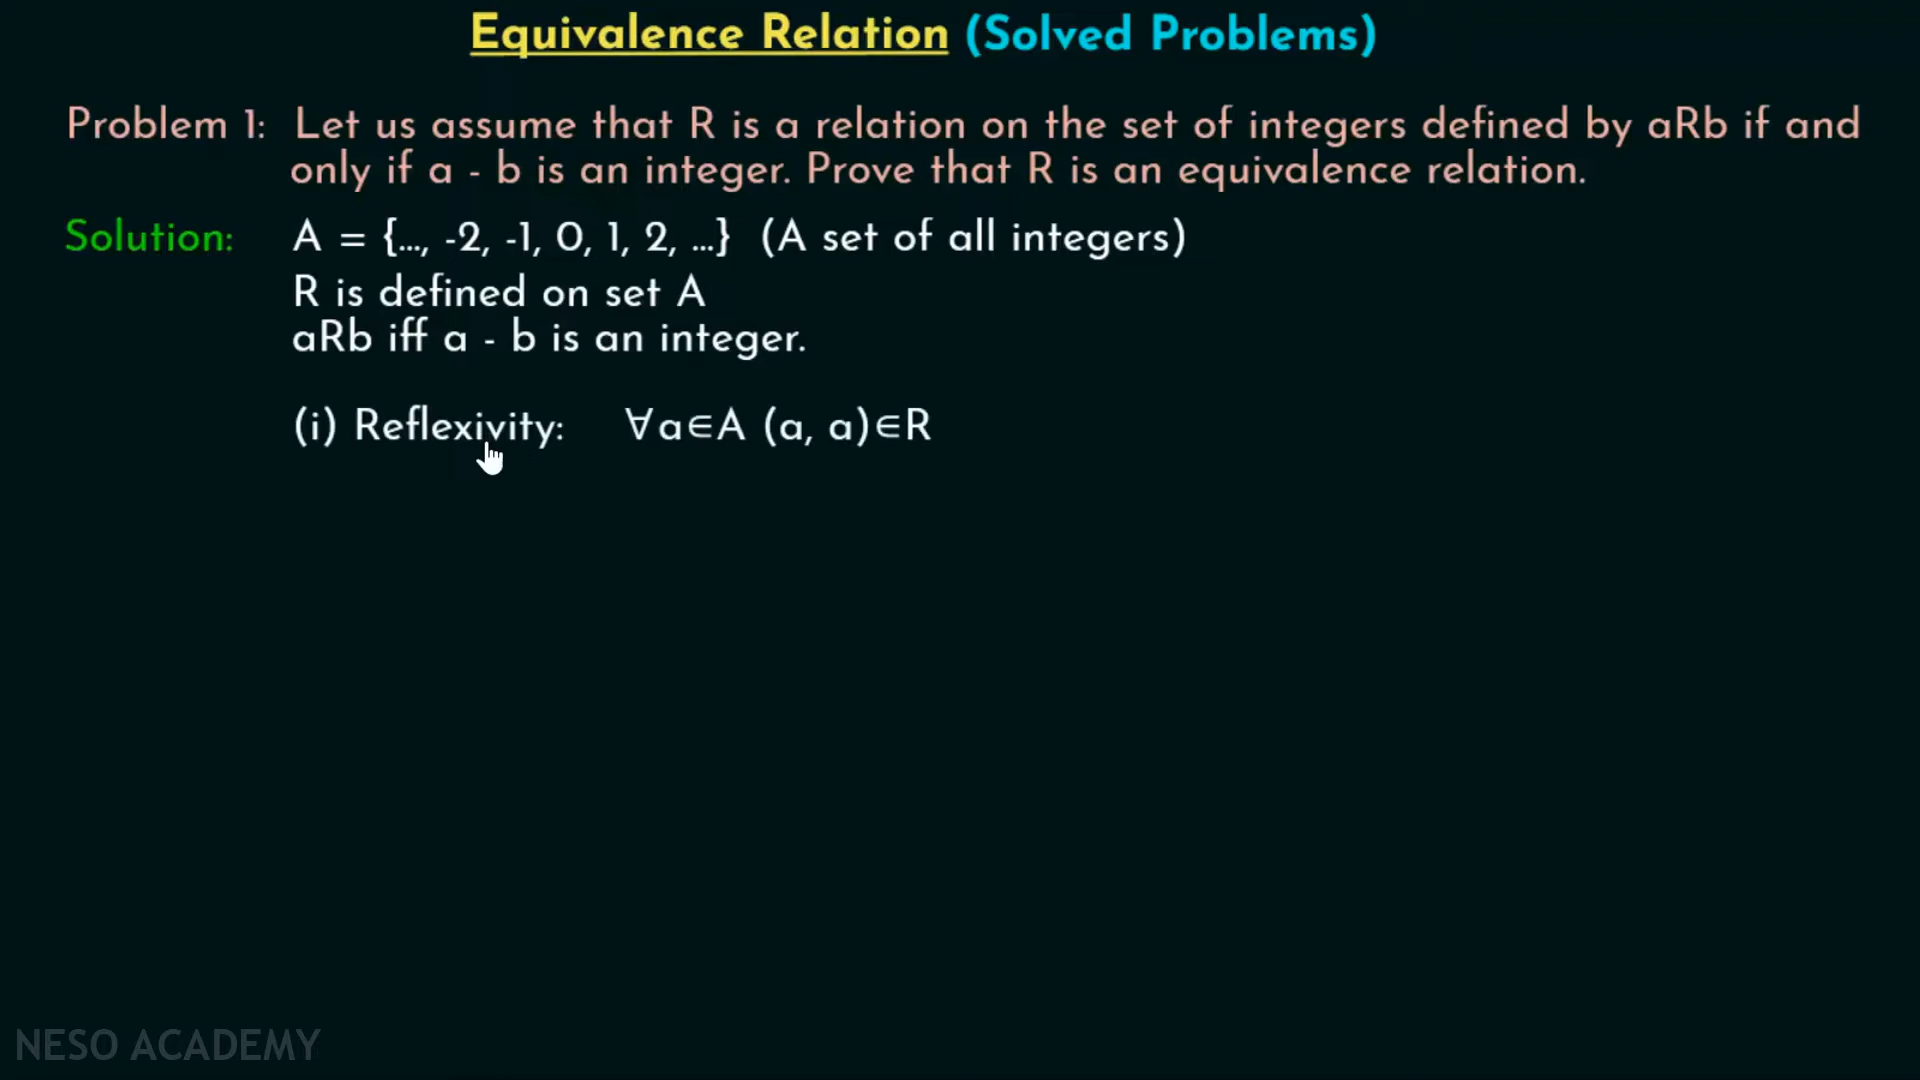 Equivalence Relation (Solved Problems)
Problem 1: Let us assume that R is a relation on the set of integers defined by aRb if and
only if a - b is an integer. Prove that R is an equivalence relation.
Solution: A = {..., -2, -1, 0, 1, 2, ...} (A set of all integers)
R is defined on set A
aRb iff a - b is an integer.
(i) Reflexivity: ∀a∈A (a, a)∈R
NESO ACADEMY